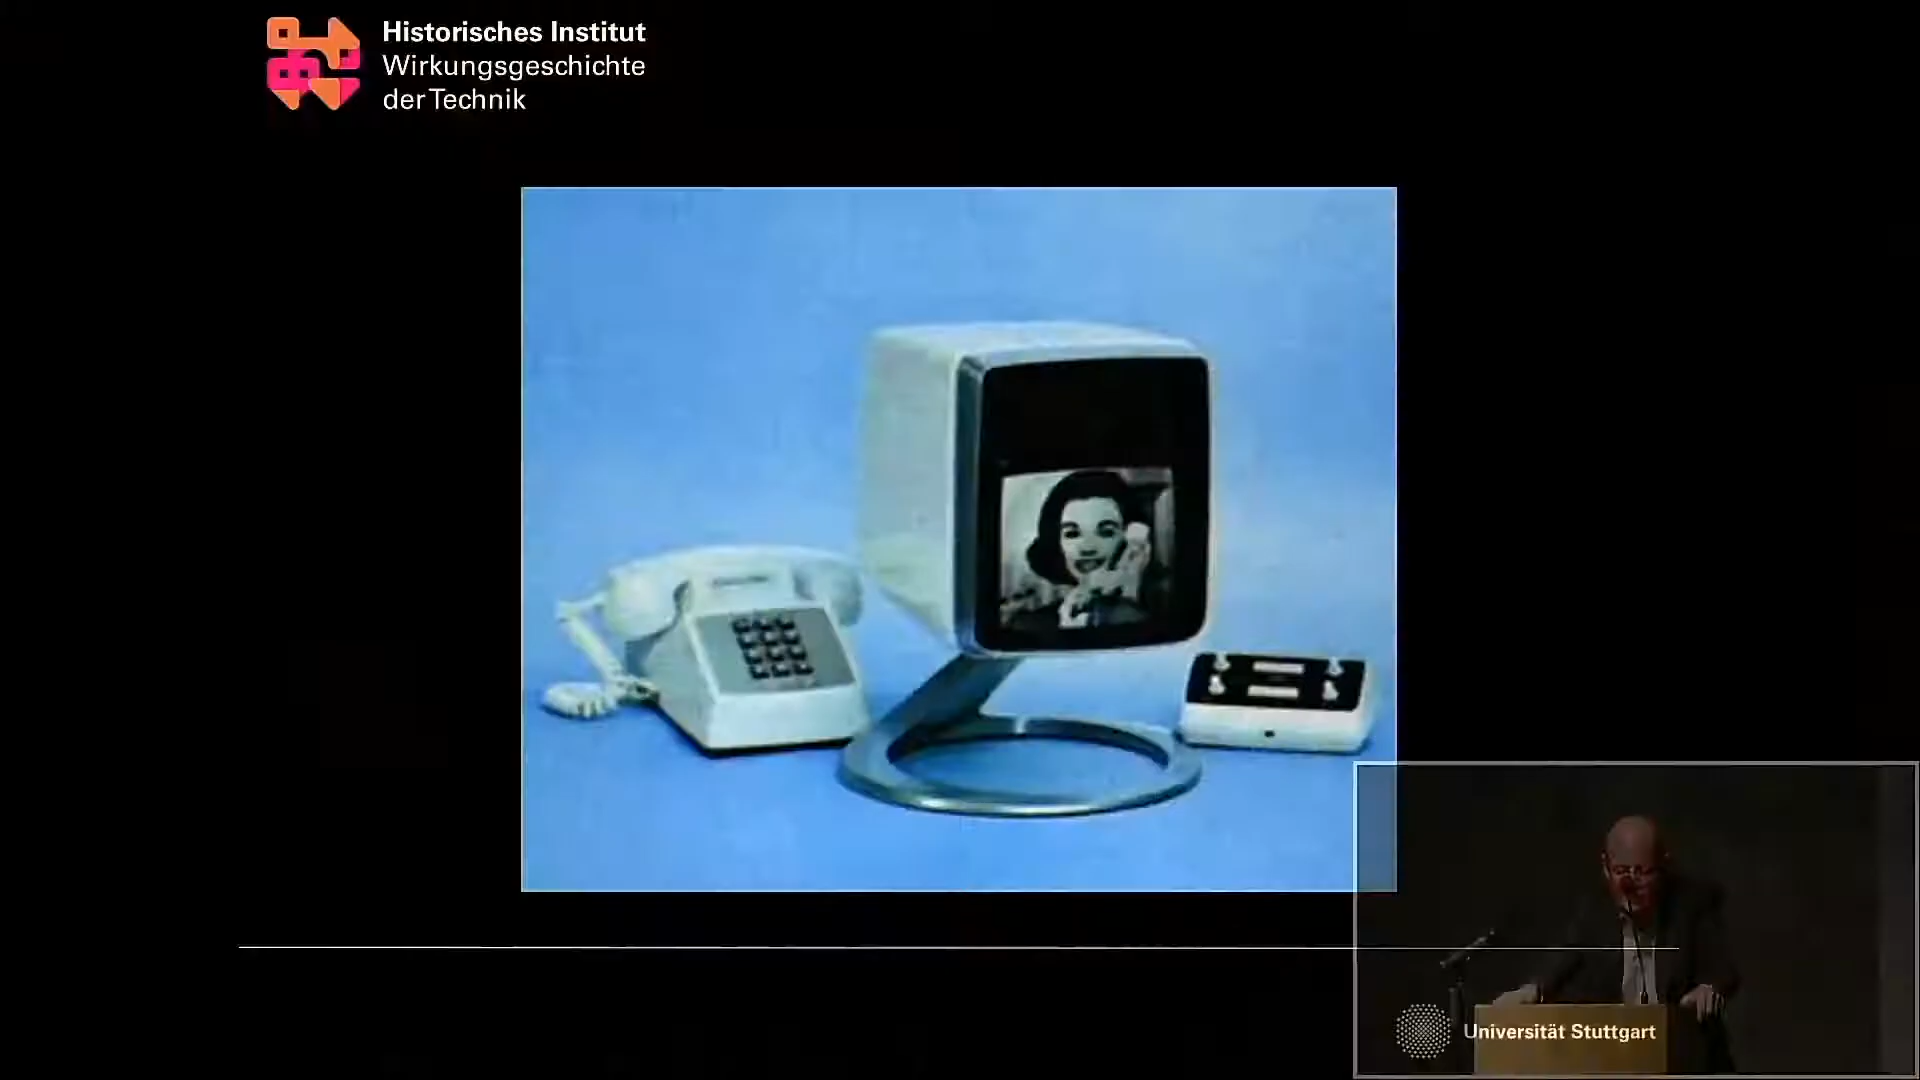 Historisches Institut
Wirkungsgeschichte
der Technik
Universität Stuttgart